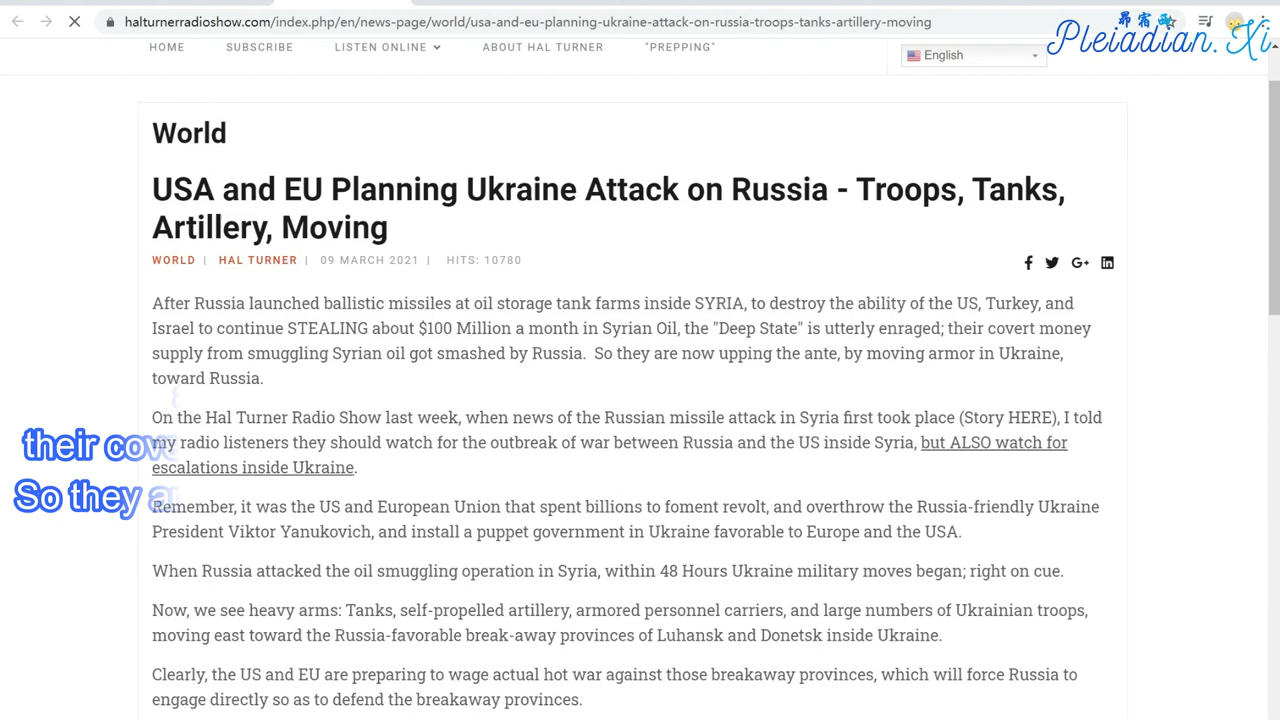 halturnerradioshow.com/index.php/en/news-page/world/usa-and-eu-planning-ukraine-attack-on-russia-troops-tanks-artillery-moving
昴宿西
Pleiadian. Xi
HOME SUBSCRIBE LISTEN ONLINE ABOUT HAL TURNER "PREPPING"
English
World
USA and EU Planning Ukraine Attack on Russia - Troops, Tanks,
Artillery, Moving
WORLD | HAL TURNER | 09 MARCH 2021 | HITS: 10780
After Russia launched ballistic missiles at oil storage tank farms inside SYRIA, to destroy the ability of the US, Turkey, and
Israel to continue STEALING about $100 Million a month in Syrian Oil, the "Deep State" is utterly enraged; their covert money
supply from smuggling Syrian oil got smashed by Russia.  So they are now upping the ante, by moving armor in Ukraine,
toward Russia.
On the Hal Turner Radio Show last week, when news of the Russian missile attack in Syria first took place (Story HERE), I told
my radio listeners they should watch for the outbreak of war between Russia and the US inside Syria, but ALSO watch for
escalations inside Ukraine.
their cove
So they a
Remember, it was the US and European Union that spent billions to foment revolt, and overthrow the Russia-friendly Ukraine
President Viktor Yanukovich, and install a puppet government in Ukraine favorable to Europe and the USA.
When Russia attacked the oil smuggling operation in Syria, within 48 Hours Ukraine military moves began; right on cue.
Now, we see heavy arms: Tanks, self-propelled artillery, armored personnel carriers, and large numbers of Ukrainian troops,
moving east toward the Russia-favorable break-away provinces of Luhansk and Donetsk inside Ukraine.
Clearly, the US and EU are preparing to wage actual hot war against those breakaway provinces, which will force Russia to
engage directly so as to defend the breakaway provinces.